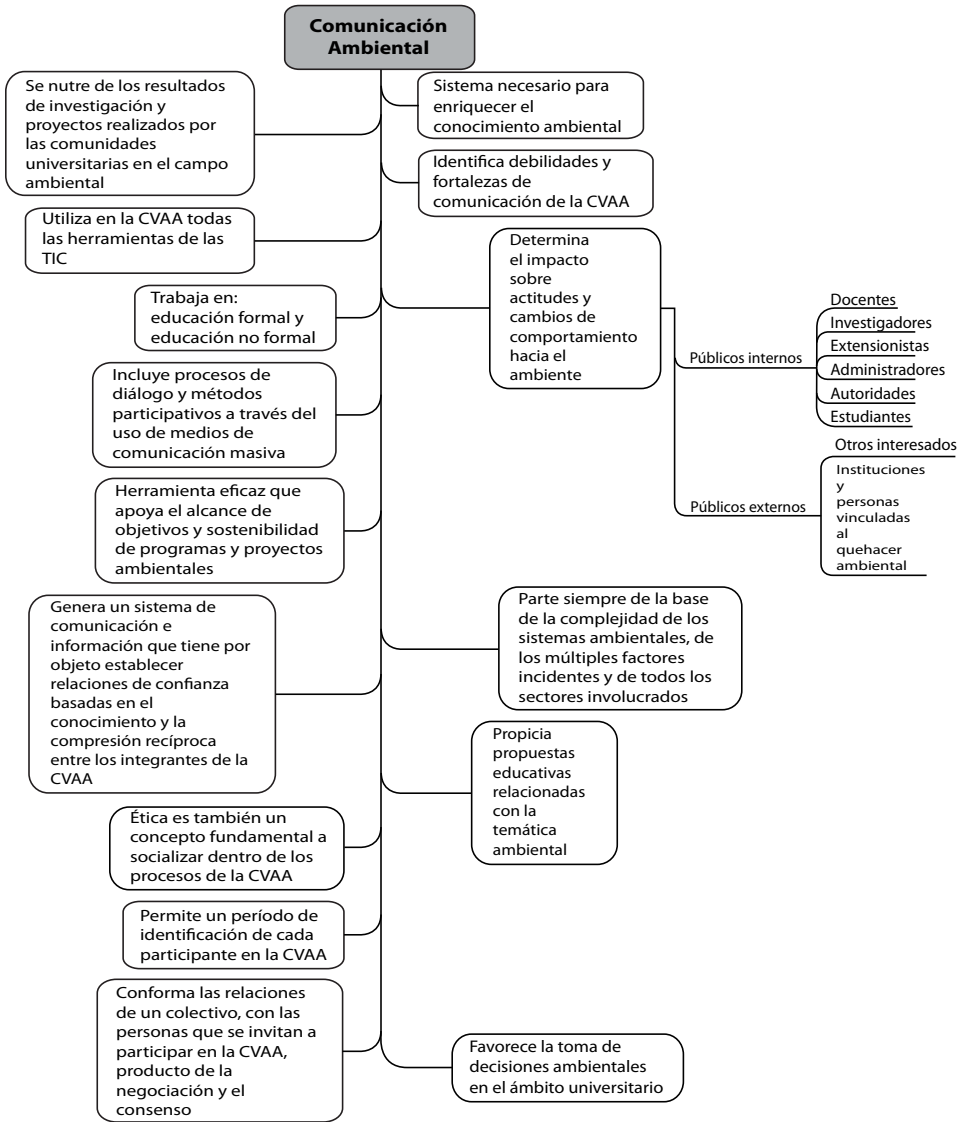 Comunicación
Ambiental
Se nutre de los resultados
de investigación y
proyectos realizados por
las comunidades
universitarias en el campo
ambiental
Sistema necesario para
enriquecer el
conocimiento ambiental
Identifica debilidades y
fortalezas de
comunicación de la CVAA
Utiliza en la CVAA todas
las herramientas de las
TIC
Determina
el impacto
sobre
actitudes y
cambios de
comportamiento
hacia el
ambiente
Públicos internos
Docentes
Investigadores
Extensionistas
Administradores
Autoridades
Estudiantes
Públicos externos
Otros interesados
Instituciones
y
personas
vinculadas
al
quehacer
ambiental
Trabaja en:
educación formal y
educación no formal
Incluye procesos de
diálogo y métodos
participativos a través del
uso de medios de
comunicación masiva
Herramienta eficaz que
apoya el alcance de
objetivos y sostenibilidad
de programas y proyectos
ambientales
Genera un sistema de
comunicación e
información que tiene por
objeto establecer
relaciones de confianza
basadas en el
conocimiento y la
compresión recíproca
entre los integrantes de la
CVAA
Parte siempre de la base
de la complejidad de los
sistemas ambientales, de
los múltiples factores
incidentes y de todos los
sectores involucrados
Propicia
propuestas
educativas
relacionadas
con la
temática
ambiental
Ética es también un
concepto fundamental a
socializar dentro de los
procesos de la CVAA
Permite un período de
identificación de cada
participante en la CVAA
Conforma las relaciones
de un colectivo, con las
personas que se invitan a
participar en la CVAA,
producto de la
negociación y el
consenso
Favorece la toma de
decisiones ambientales
en el ámbito universitario